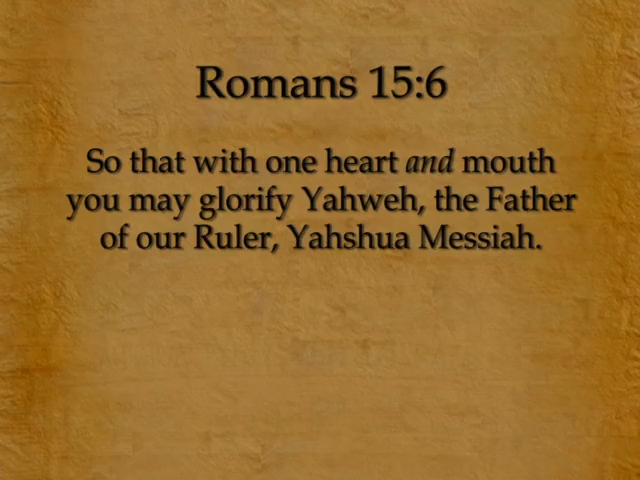 Romans 15:6
So that with one heart and mouth
you may glorify Yahweh, the Father
of our Ruler, Yahshua Messiah.